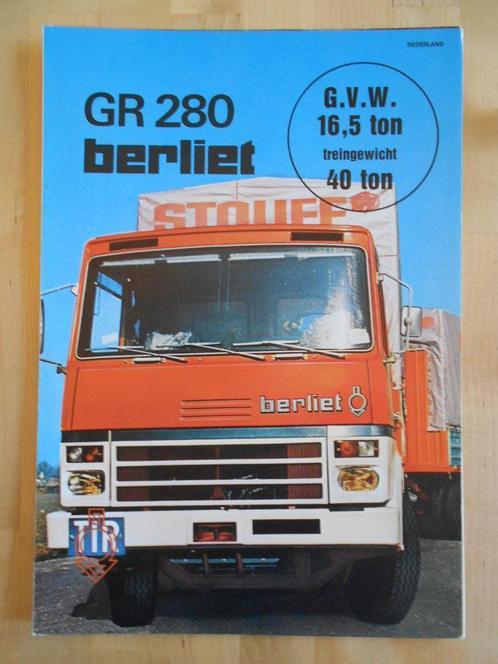 NEDERLAND
GR 280
berliet
G.V.W.
16,5 ton
treingewicht
40 ton
STOUFF
berliet
TIR